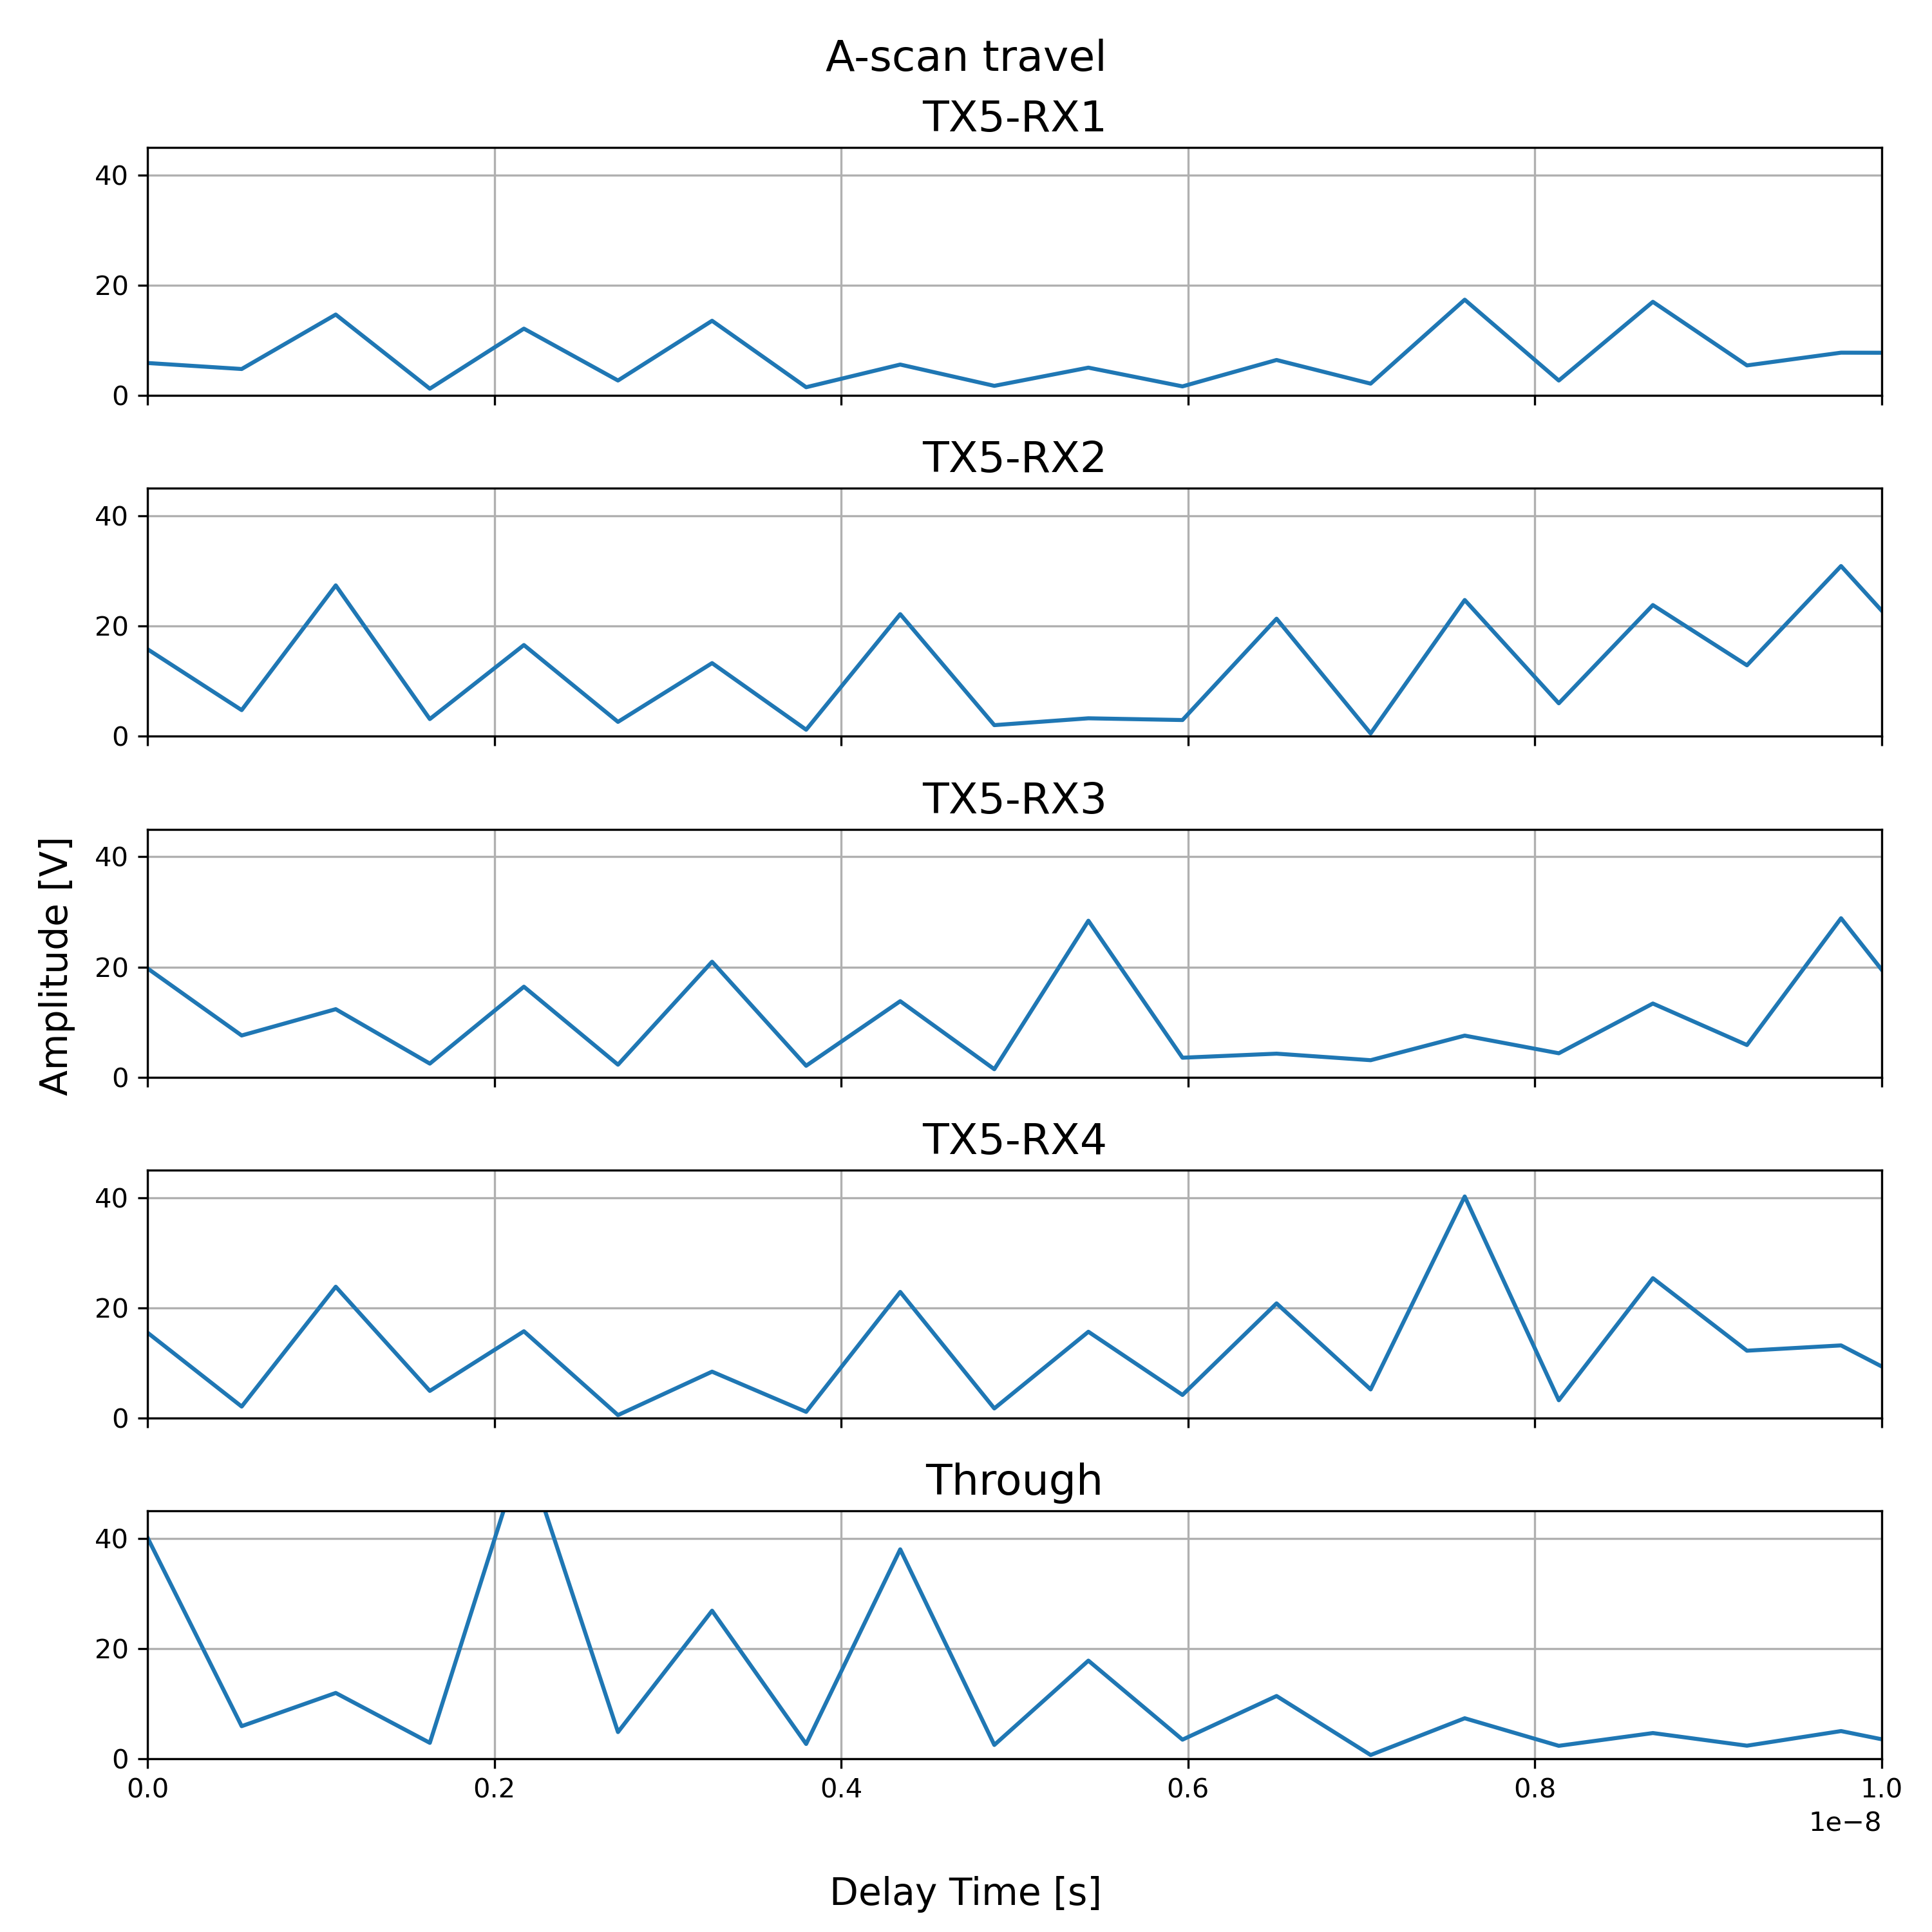 A-scan travel
TX5-RX1
40
20
0
TX5-RX2
40
20
0
TX5-RX3
40
20
0
Amplitude [V]
TX5-RX4
40
20
0
Through
40
20
0
0.0 0.2 0.4 0.6 0.8 1.0
1e−8
Delay Time [s]